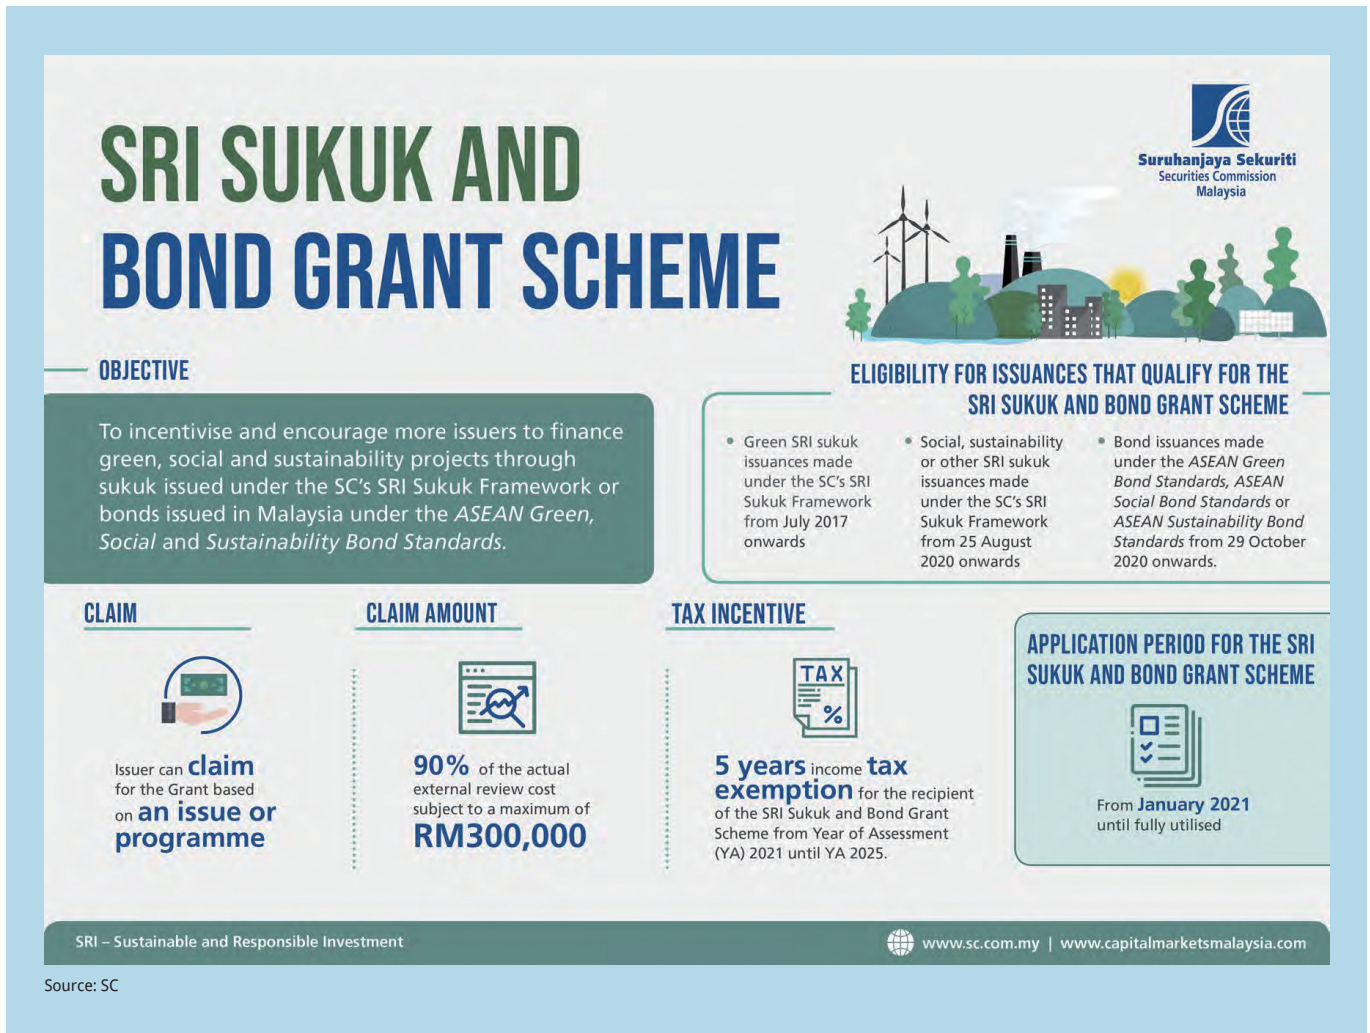 SRI SUKUK AND
BOND GRANT SCHEME
Suruhanjaya Sekuriti
Securities Commission
Malaysia
OBJECTIVE
To incentivise and encourage more issuers to finance
green, social and sustainability projects through
sukuk issued under the SC's SRI Sukuk Framework or
bonds issued in Malaysia under the ASEAN Green,
Social and Sustainability Bond Standards.
ELIGIBILITY FOR ISSUANCES THAT QUALIFY FOR THE
SRI SUKUK AND BOND GRANT SCHEME
• Green SRI sukuk
issuances made
under the SC's SRI
Sukuk Framework
from July 2017
onwards
• Social, sustainability
or other SRI sukuk
issuances made
under the SC's SRI
Sukuk Framework
from 25 August
2020 onwards
• Bond issuances made
under the ASEAN Green
Bond Standards, ASEAN
Social Bond Standards or
ASEAN Sustainability Bond
Standards from 29 October
2020 onwards.
CLAIM
Issuer can claim
for the Grant based
on an issue or
programme
CLAIM AMOUNT
90% of the actual
external review cost
subject to a maximum of
RM300,000
TAX INCENTIVE
TAX
%
5 years income tax
exemption for the recipient
of the SRI Sukuk and Bond Grant
Scheme from Year of Assessment
(YA) 2021 until YA 2025.
APPLICATION PERIOD FOR THE SRI
SUKUK AND BOND GRANT SCHEME
From January 2021
until fully utilised
SRI – Sustainable and Responsible Investment
www.sc.com.my | www.capitalmarketsmalaysia.com
Source: SC